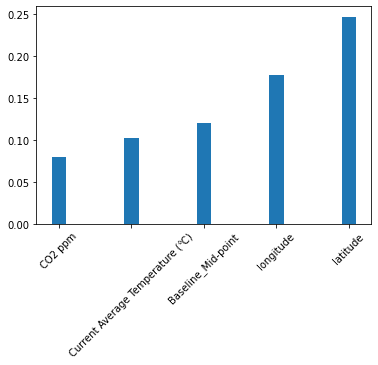 0.25
0.20
0.15
0.10
0.05
0.00
CO2 ppm
Current Average Temperature (℃)
Baseline_Mid-point
longitude
latitude